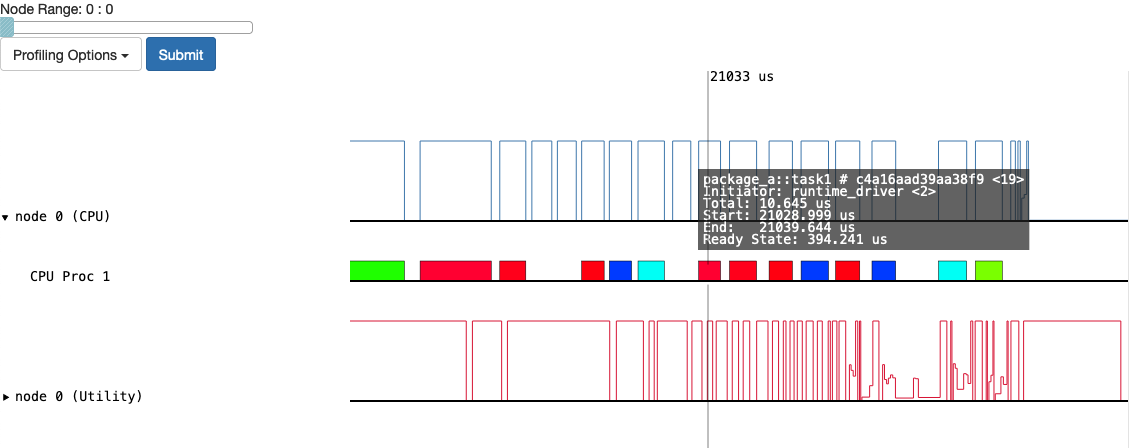 Node Range: 0 : 0
Profiling Options
Submit
21033 us
package_a::task1 # c4a16aad39aa38f9 <19>
Initiator: runtime_driver <2>
Total: 10.645 us
Start: 21028.999 us
End:   21039.644 us
Ready State: 394.241 us
node 0 (CPU)
CPU Proc 1
node 0 (Utility)